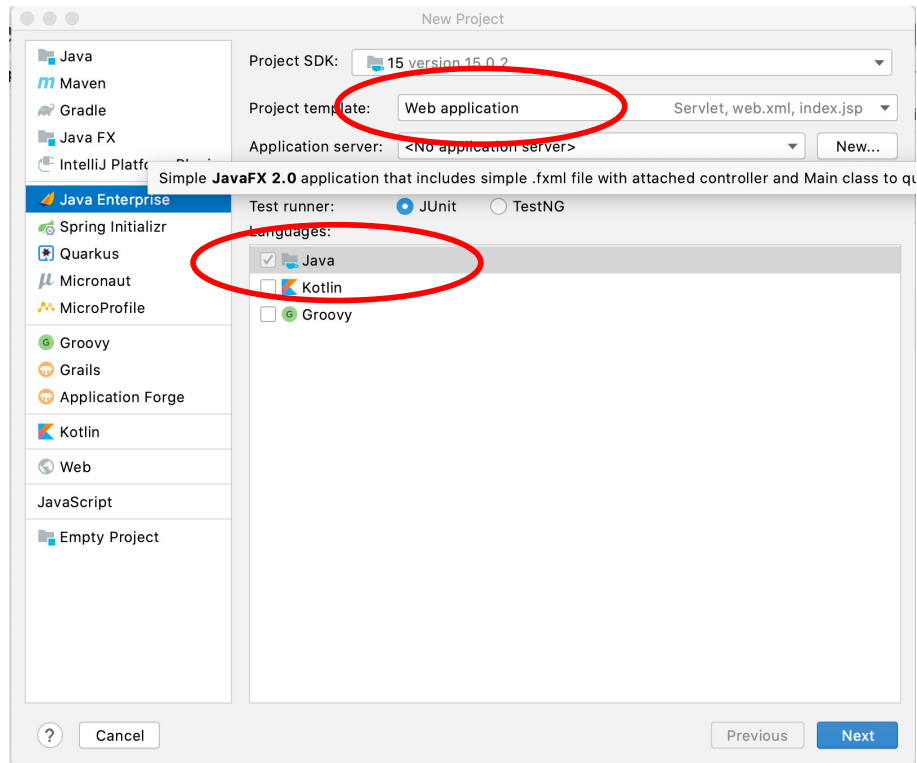 New Project
Java
Maven
Gradle
Java FX
IntelliJ Platfo
Java Enterprise
Spring Initializr
Quarkus
Micronaut
MicroProfile
Groovy
Grails
Application Forge
Kotlin
Web
JavaScript
Empty Project
Project SDK: 15 version 15.0.2
Project template: Web application Servlet, web.xml, index.jsp
Application server: <No application server> New...
Simple JavaFX 2.0 application that includes simple .fxml file with attached controller and Main class to qu
Test runner: JUnit TestNG
Languages:
Java
Kotlin
G Groovy
? Cancel Previous Next